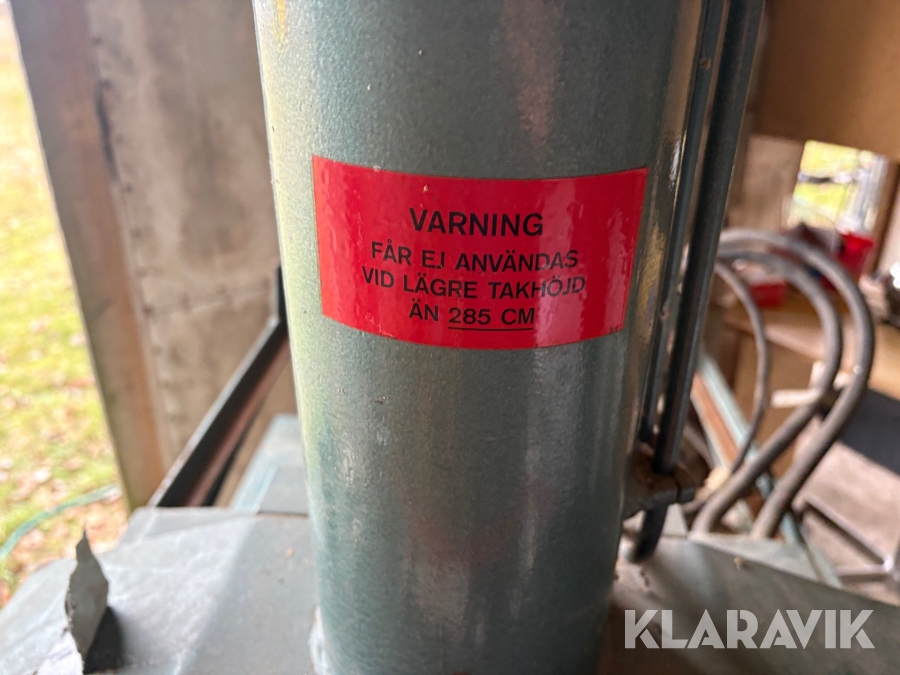 VARNING
FÅR EJ ANVÄNDAS
VID LÄGRE TAKHÖJD
ÄN 285 CM
KLARAVIK